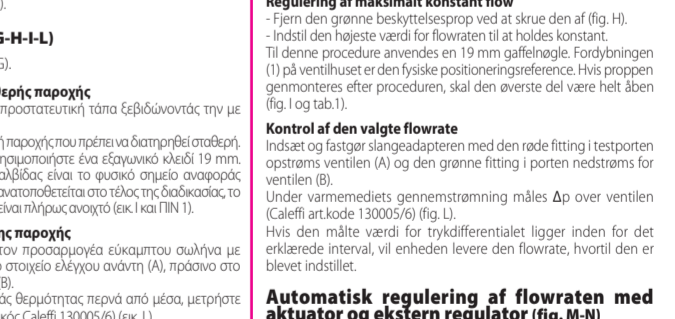 ).
G-H-I-L)
G).
θερής παροχής
προστατευτική τάπα ξεβιδώνοντάς την με
ή παροχής που πρέπει να διατηρηθεί σταθερή.
ησιμοποιήστε ένα εξαγωνικό κλειδί 19 mm.
αλβίδας είναι το φυσικό σημείο αναφοράς
ανατοποθετείται στο τέλος της διαδικασίας, το
είναι πλήρως ανοιχτό (εικ. I και ΠΙΝ 1).
ης παροχής
τον προσαρμογέα εύκαμπτου σωλήνα με
ο στοιχείο ελέγχου ανάντη (A), πράσινο στο
(B).
άς θερμότητας περνά από μέσα, μετρήστε
κός Caleffi 130005/6) (εικ. L).
Regulering af maksimalt konstant flow
- Fjern den grønne beskyttelsesprop ved at skrue den af (fig. H).
- Indstil den højeste værdi for flowraten til at holdes konstant.
Til denne procedure anvendes en 19 mm gaffelnøgle. Fordybningen
(1) på ventilhuset er den fysiske positioneringsreference. Hvis proppen
genmonteres efter proceduren, skal den øverste del være helt åben
(fig. I og tab.1).
Kontrol af den valgte flowrate
Indsæt og fastgør slangeadapteren med den røde fitting i testporten
opstrøms ventilen (A) og den grønne fitting i porten nedstrøms for
ventilen (B).
Under varmemediets gennemstrømning måles Δp over ventilen
(Caleffi art.kode 130005/6) (fig. L).
Hvis den målte værdi for trykdifferentialet ligger inden for det
erklærede interval, vil enheden levere den flowrate, hvortil den er
blevet indstillet.
Automatisk regulering af flowraten med
aktuator og ekstern regulator (fig. M-N)